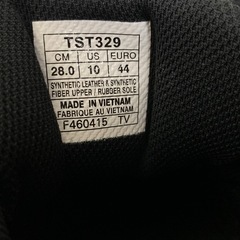 TST329
CM US EURO
28.0 10 44
SYNTHETIC LEATHER & SYNTHETIC
FIBER UPPER / RUBBER SOLE
MADE IN VIETNAM
FABRIQUE AU VIETNAM
F460415 TV